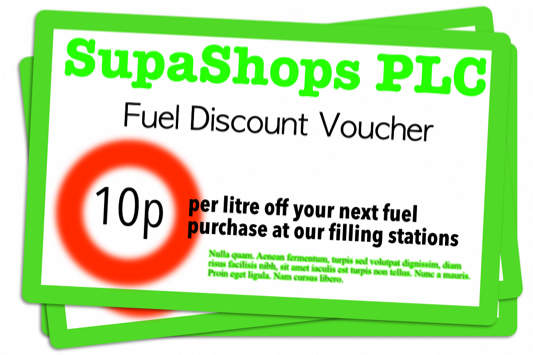 SupaShops PLC
Fuel Discount Voucher
10p
per litre off your next fuel
purchase at our filling stations
Nulla quam. Aenean fermentum, turpis sed volutpat dignissim, diam
risus facilisis nibh, sit amet iaculis est turpis non tellus. Nunc a mauris.
Proin eget ligula. Nam cursus libero.